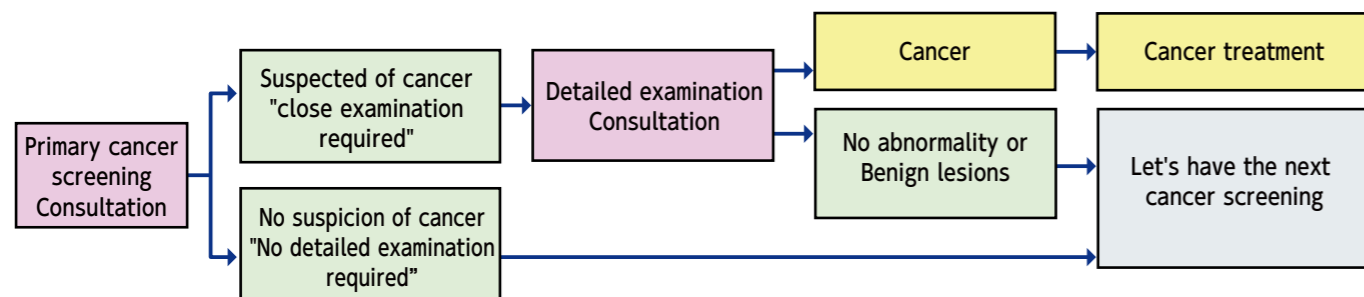 Primary cancer
screening
Consultation
Suspected of cancer
"close examination
required"
No suspicion of cancer
"No detailed examination
required”
Detailed examination
Consultation
Cancer
No abnormality or
Benign lesions
Cancer treatment
Let's have the next
cancer screening